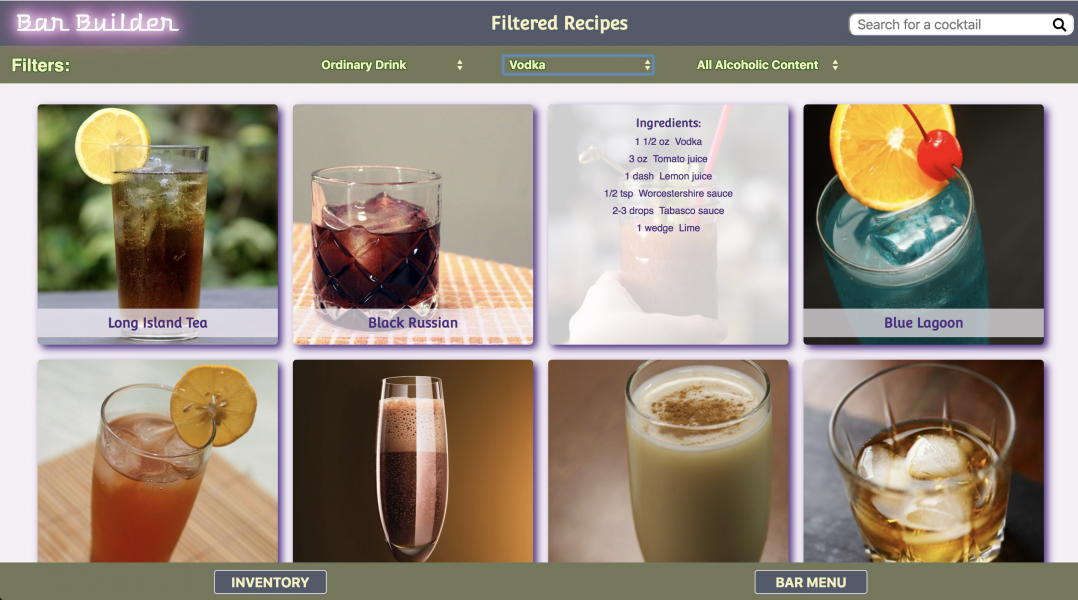 Bar Builder
Filtered Recipes
Search for a cocktail
Filters:
Ordinary Drink
Vodka
All Alcoholic Content
Long Island Tea
Black Russian
Ingredients:
1 1/2 oz Vodka
3 oz Tomato juice
1 dash Lemon juice
1/2 tsp Worcestershire sauce
2-3 drops Tabasco sauce
1 wedge Lime
Blue Lagoon
INVENTORY
BAR MENU